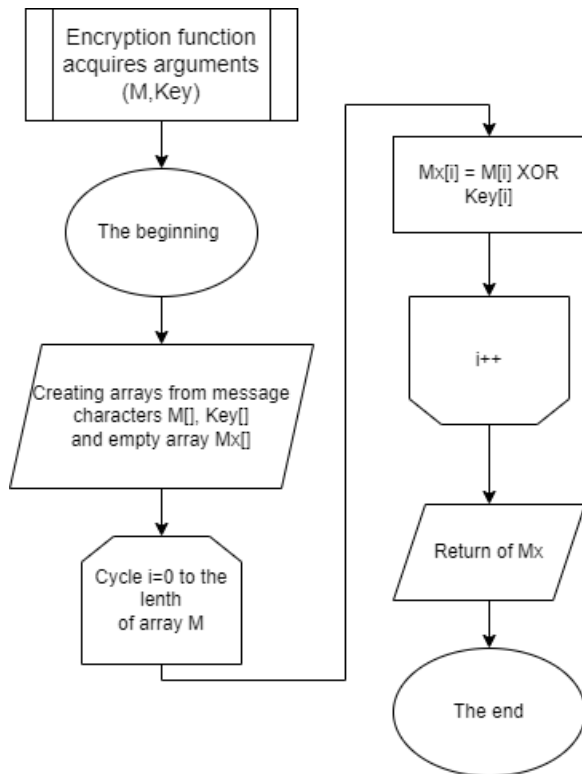 Encryption function
acquires arguments
(M,Key)
The beginning
Creating arrays from message
characters M[], Key[]
and empty array Mx[]
Cycle i=0 to the
lenth
of array M
Mx[i] = M[i] XOR
Key[i]
i++
Return of Mx
The end